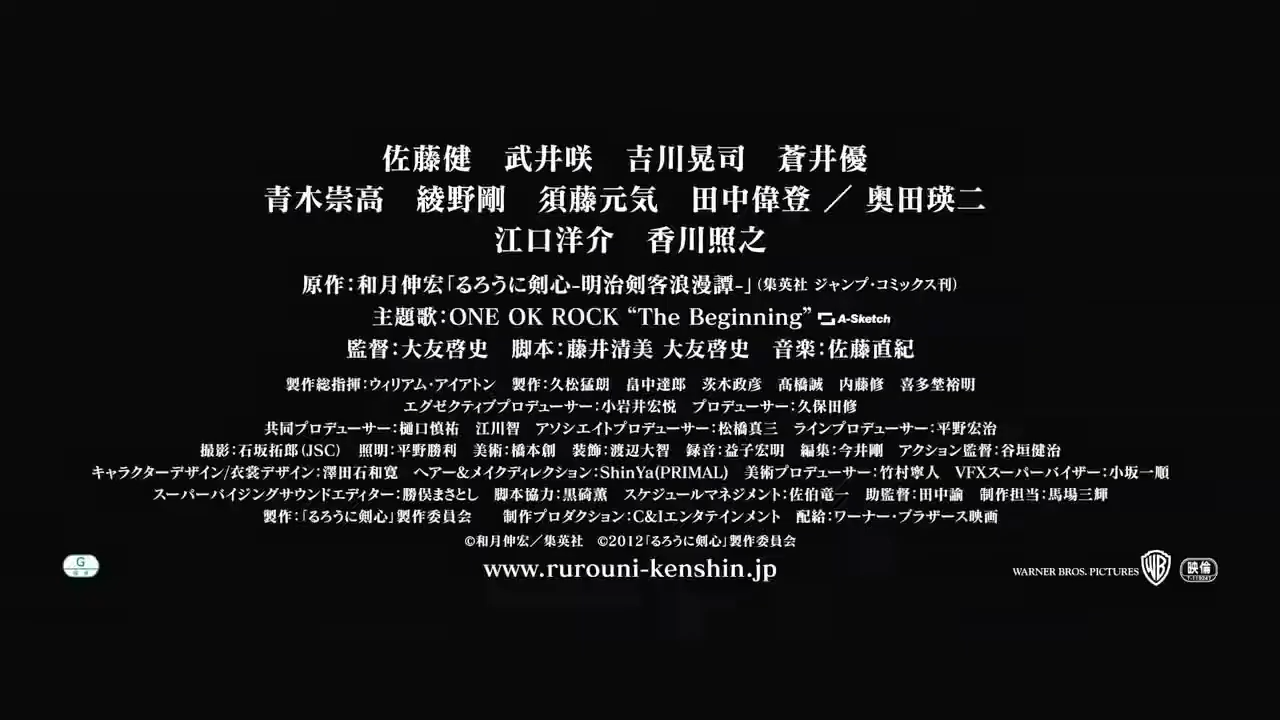 佐藤健　武井咲　吉川晃司　蒼井優
青木崇高　綾野剛　須藤元気　田中偉登 ／ 奥田瑛二
江口洋介　香川照之
原作：和月伸宏「るろうに剣心-明治剣客浪漫譚-」（集英社 ジャンプ・コミックス刊）
主題歌：ONE OK ROCK “The Beginning” A-Sketch
監督：大友啓史　脚本：藤井清美 大友啓史　音楽：佐藤直紀
製作総指揮：ウィリアム・アイアトン　製作：久松猛朗　畠中達郎　茨木政彦　髙橋誠　内藤修　喜多埜裕明
エグゼクティブプロデューサー：小岩井宏悦　プロデューサー：久保田修
共同プロデューサー：樋口慎祐　江川智　アソシエイトプロデューサー：松橋真三　ラインプロデューサー：平野宏治
撮影：石坂拓郎（JSC）　照明：平野勝利　美術：橋本創　装飾：渡辺大智　録音：益子宏明　編集：今井剛　アクション監督：谷垣健治
キャラクターデザイン/衣裳デザイン：澤田石和寛　ヘアー&メイクディレクション：ShinYa(PRIMAL)　美術プロデューサー：竹村寧人　VFXスーパーバイザー：小坂一順
スーパーバイジングサウンドエディター：勝俣まさとし　脚本協力：黒碕薫　スケジュールマネジメント：佐伯竜一　助監督：田中諭　制作担当：馬場三輝
製作：「るろうに剣心」製作委員会　　制作プロダクション：C&Iエンタテインメント　配給：ワーナー・ブラザース映画
©和月伸宏／集英社　©2012「るろうに剣心」製作委員会
www.rurouni-kenshin.jp
G
WARNER BROS. PICTURES WB
映倫